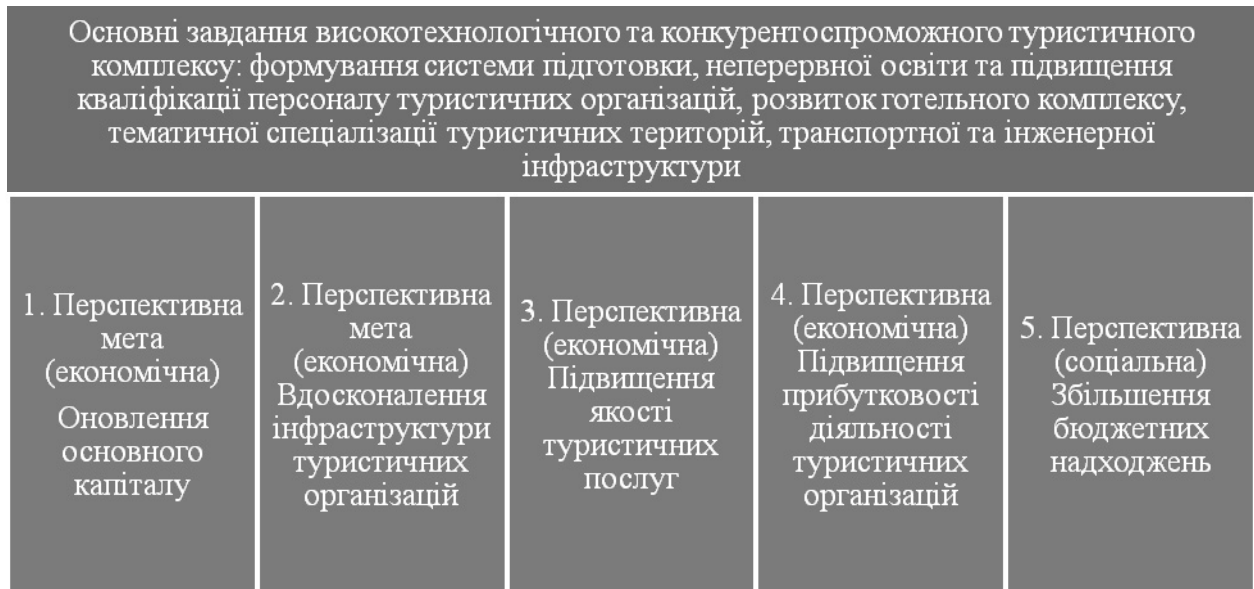 Основні завдання високотехнологічного та конкурентоспроможного туристичного
комплексу: формування системи підготовки, неперервної освіти та підвищення
кваліфікації персоналу туристичних організацій, розвиток готельного комплексу,
тематичної спеціалізації туристичних територій, транспортної та інженерної
інфраструктури
1. Перспективна
мета
(економічна)
Оновлення
основного
капіталу
2. Перспективна
мета
(економічна)
Вдосконалення
інфраструктури
туристичних
організацій
3. Перспективна
(економічна)
Підвищення
якості
туристичних
послуг
4. Перспективна
(економічна)
Підвищення
прибутковості
діяльності
туристичних
організацій
5. Перспективна
(соціальна)
Збільшення
бюджетних
надходжень